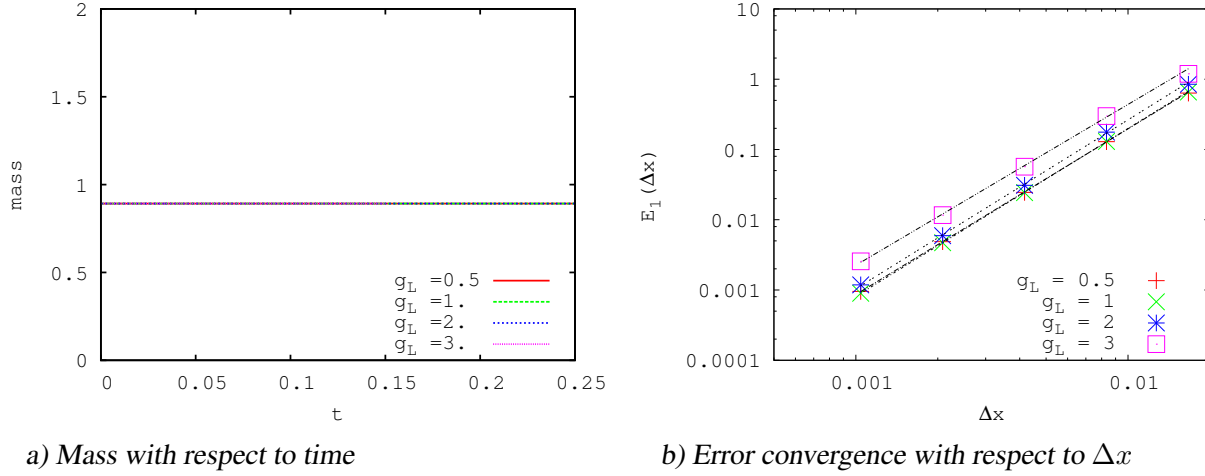 2
1.5
1
0.5
0
mass
g_L =0.5
g_L =1.
g_L =2.
g_L =3.
0 0.05 0.1 0.15 0.2 0.25
t
a) Mass with respect to time
1
0.1
0.01
0.001
0.0001
E_1 (Δx)
g_L = 0.5
g_L = 1
g_L = 2
g_L = 3
0.001 0.01
Δx
b) Error convergence with respect to Δx